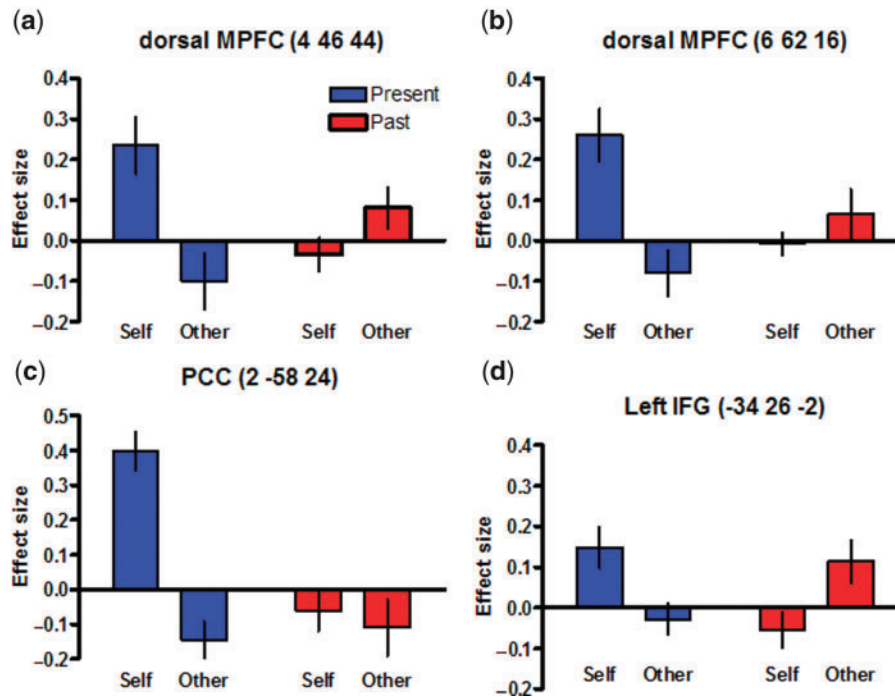 (a)
dorsal MPFC (4 46 44)
0.4
0.3
0.2
0.1
0.0
–0.1
–0.2
Effect size
Present
Past
Self Other Self Other
(b)
dorsal MPFC (6 62 16)
0.4
0.3
0.2
0.1
0.0
–0.1
–0.2
Effect size
Self Other Self Other
(c)
PCC (2 -58 24)
0.5
0.4
0.3
0.2
0.1
0.0
–0.1
–0.2
Effect size
Self Other Self Other
(d)
Left IFG (-34 26 -2)
0.4
0.3
0.2
0.1
0.0
–0.1
–0.2
Effect size
Self Other Self Other